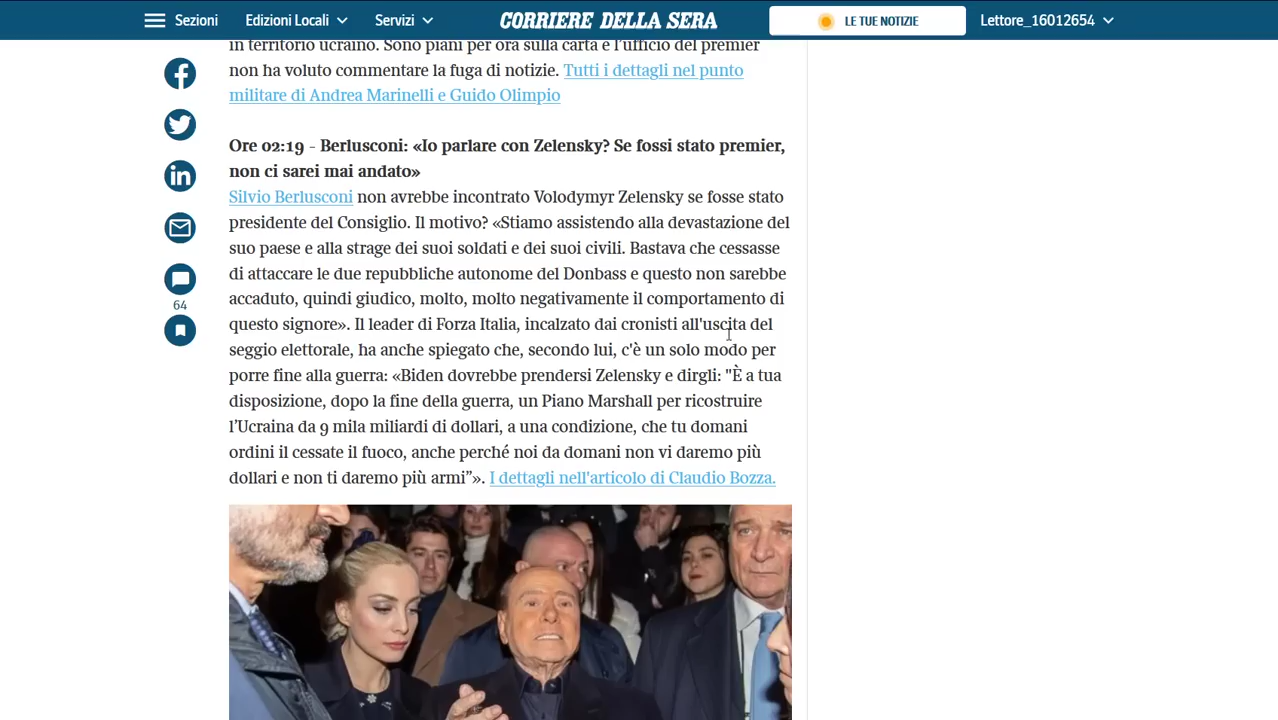 Sezioni
Edizioni Locali
Servizi
CORRIERE DELLA SERA
LE TUE NOTIZIE
Lettore_16012654
in territorio ucraino. Sono piani per ora sulla carta e l'ufficio del premier
non ha voluto commentare la fuga di notizie. Tutti i dettagli nel punto
militare di Andrea Marinelli e Guido Olimpio
Ore 02:19 - Berlusconi: «Io parlare con Zelensky? Se fossi stato premier,
non ci sarei mai andato»
Silvio Berlusconi non avrebbe incontrato Volodymyr Zelensky se fosse stato
presidente del Consiglio. Il motivo? «Stiamo assistendo alla devastazione del
suo paese e alla strage dei suoi soldati e dei suoi civili. Bastava che cessasse
di attaccare le due repubbliche autonome del Donbass e questo non sarebbe
accaduto, quindi giudico, molto, molto negativamente il comportamento di
questo signore». Il leader di Forza Italia, incalzato dai cronisti all'uscita del
seggio elettorale, ha anche spiegato che, secondo lui, c'è un solo modo per
porre fine alla guerra: «Biden dovrebbe prendersi Zelensky e dirgli: "È a tua
disposizione, dopo la fine della guerra, un Piano Marshall per ricostruire
l'Ucraina da 9 mila miliardi di dollari, a una condizione, che tu domani
ordini il cessate il fuoco, anche perché noi da domani non vi daremo più
dollari e non ti daremo più armi”». I dettagli nell'articolo di Claudio Bozza.
64